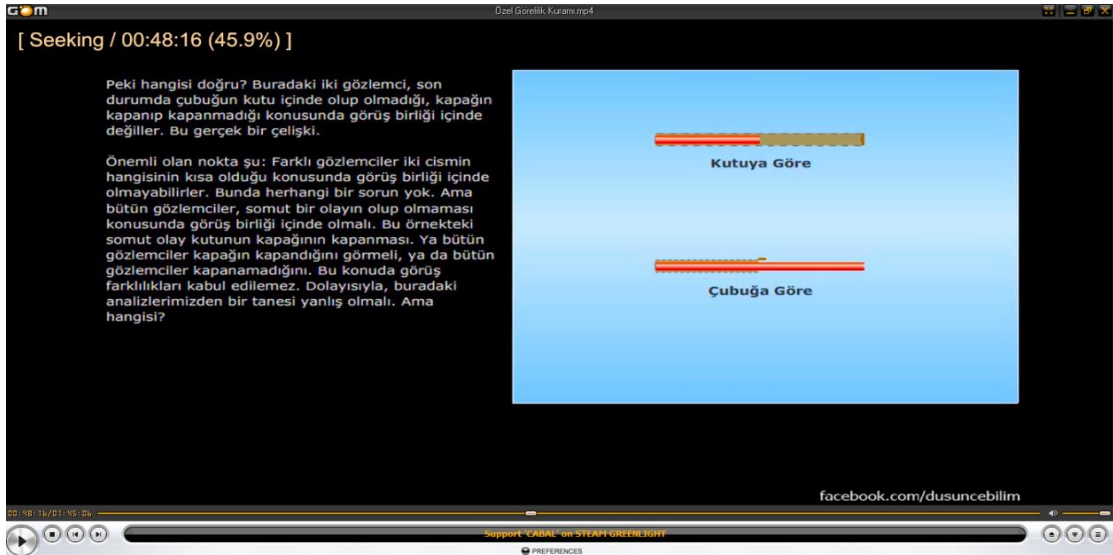 GOM
Özel Görelilik Kuramı.mp4
[ Seeking / 00:48:16 (45.9%) ]
Peki hangisi doğru? Buradaki iki gözlemci, son
durumda çubuğun kutu içinde olup olmadığı, kapağın
kapanıp kapanmadığı konusunda görüş birliği içinde
değiller. Bu gerçek bir çelişki.
Önemli olan nokta şu: Farklı gözlemciler iki cismin
hangisinin kısa olduğu konusunda görüş birliği içinde
olmayabilirler. Bunda herhangi bir sorun yok. Ama
bütün gözlemciler, somut bir olayın olup olmaması
konusunda görüş birliği içinde olmalı. Bu örnekteki
somut olay kutunun kapağının kapanması. Ya bütün
gözlemciler kapağın kapandığını görmeli, ya da bütün
gözlemciler kapanamadığını. Bu konuda görüş
farklılıkları kabul edilemez. Dolayısıyla, buradaki
analizlerimizden bir tanesi yanlış olmalı. Ama
hangisi?
Kutuya Göre
Çubuğa Göre
facebook.com/dusuncebilim
00:48:16/01:45:06
Support 'CABAL' on STEAM GREENLIGHT
PREFERENCES